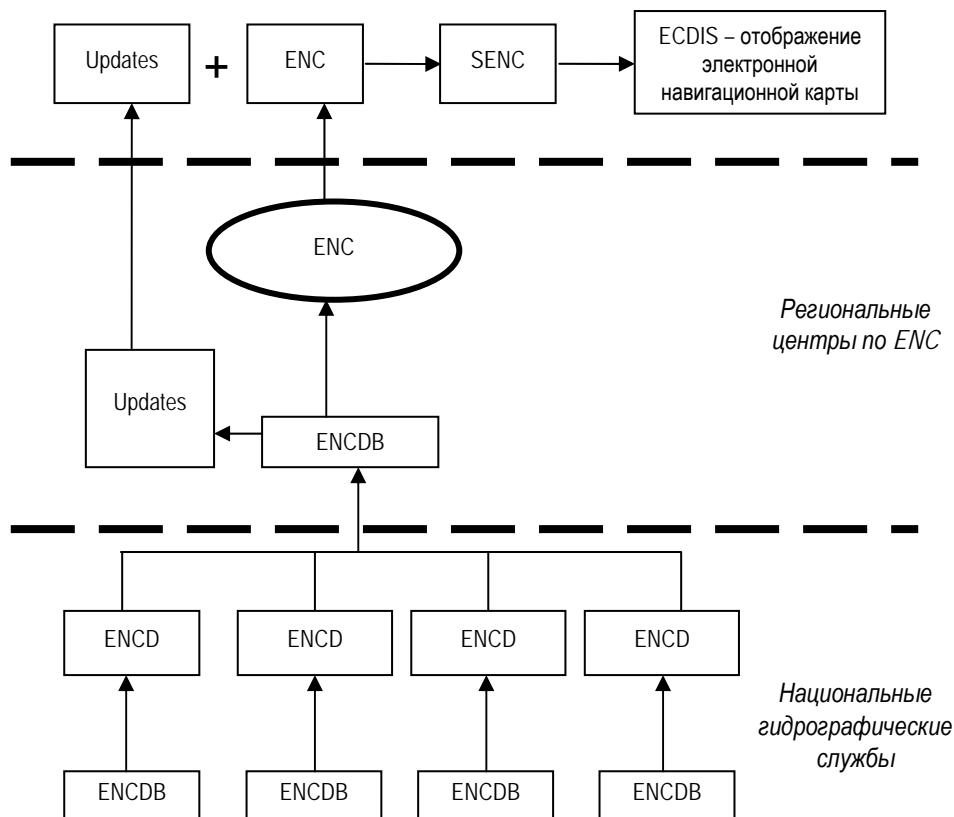 Updates
+
ENC
SENC
ECDIS – отображение
электронной
навигационной карты
ENC
Региональные
центры по ENC
Updates
ENCDB
ENCD
ENCD
ENCD
ENCD
Национальные
гидрографические
службы
ENCDB
ENCDB
ENCDB
ENCDB